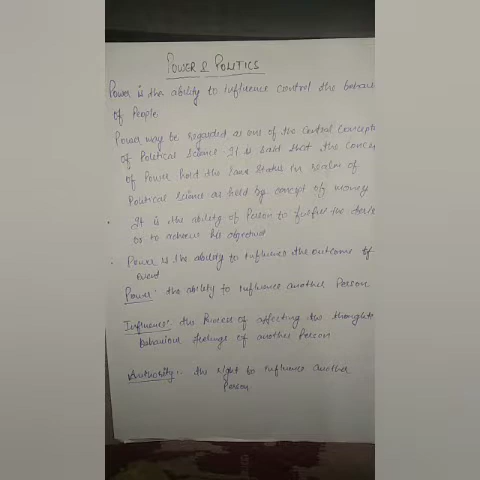 POWER & POLITICS
Power is the ability to influence control the behav
of People
Power may be regarded as one of the central concepts
of Political Science. It is said that the Concep
of Power hold the same status in realm of
Political Science as held by concept of money
It is the ability of Person to fulfill the
or to achieve his objective
Power is the ability to influence the outcome of
event
Power: the ability to influence another Person
Influence: the Process of affecting the thoughts
behaviour feelings of another Person
Authority: the right to influence another
Person.